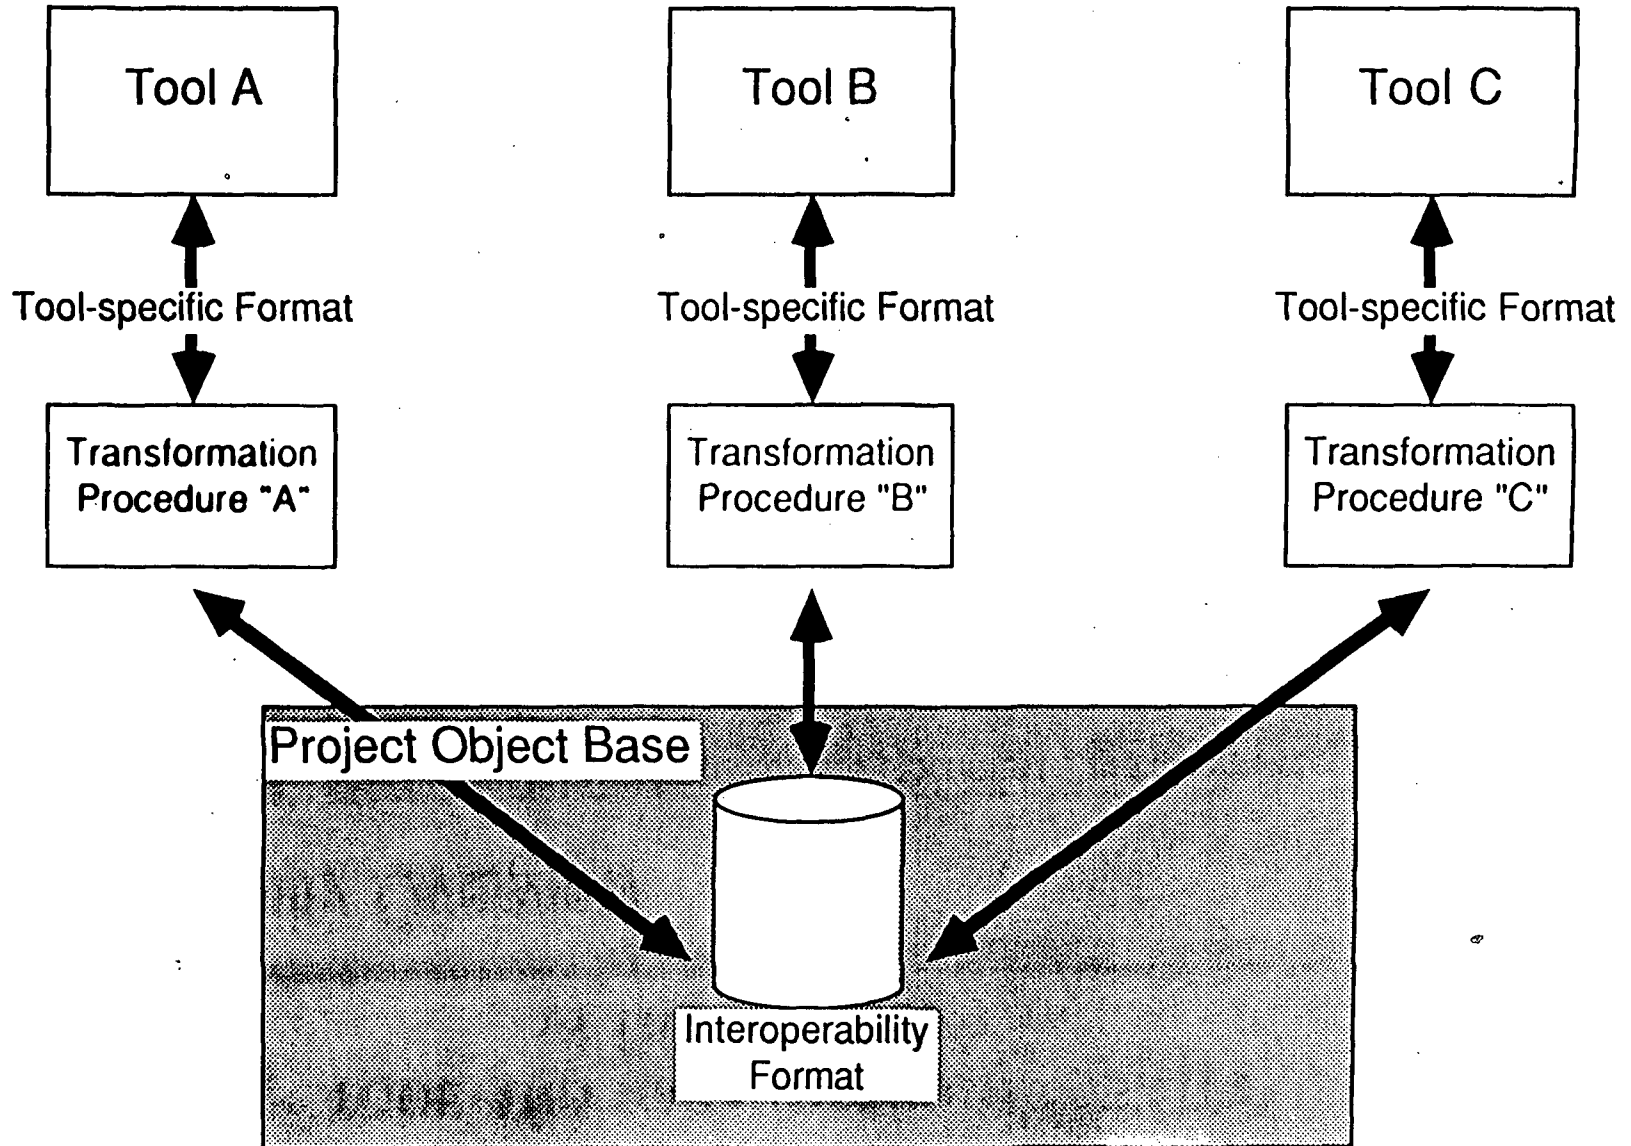 Tool A
Tool B
Tool C
Tool-specific Format
Tool-specific Format
Tool-specific Format
Transformation
Procedure "A"
Transformation
Procedure "B"
Transformation
Procedure "C"
Project Object Base
Interoperability
Format